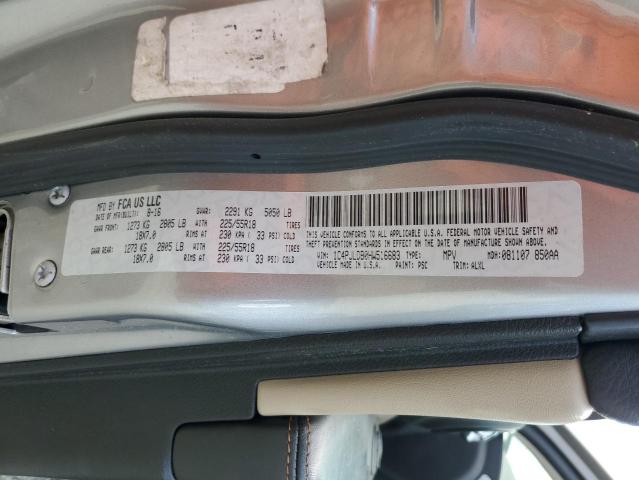 MFD BY FCA US LLC
DATE OF MFR(BUILT): 8-16 GVWR: 2291 KG 5050 LB
GAWR FRONT: 1273 KG 2805 LB WITH 225/55R18 TIRES
18X7.0 RIMS AT 230 KPA ( 33 PSI) COLD
GAWR REAR: 1273 KG 2805 LB WITH 225/55R18 TIRES
18X7.0 RIMS AT 230 KPA ( 33 PSI) COLD
THIS VEHICLE CONFORMS TO ALL APPLICABLE U.S.A. FEDERAL MOTOR VEHICLE SAFETY AND
THEFT PREVENTION STANDARDS IN EFFECT ON THE DATE OF MANUFACTURE SHOWN ABOVE.
VIN: 1C4PJLDB0HW516683 TYPE: MPV MDH: 081107 850AA
VEHICLE MADE IN U.S.A. PAINT: PSC TRIM: ALXL